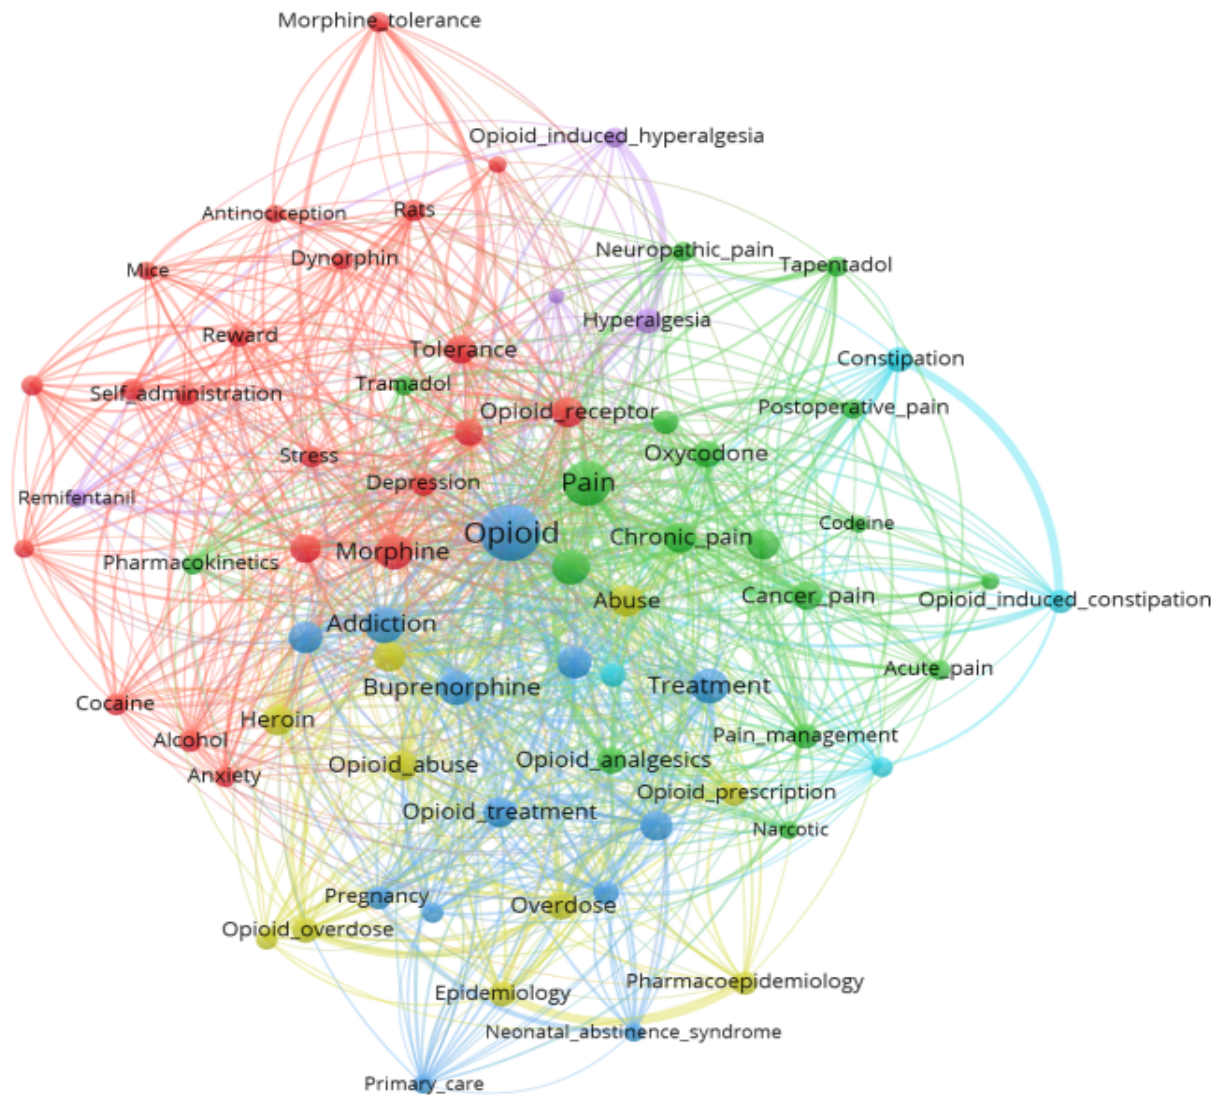 Morphine_tolerance
Opioid_induced_hyperalgesia
Antinociception
Rats
Neuropathic_pain
Dynorphin
Tapentadol
Mice
Hyperalgesia
Reward
Tolerance
Constipation
Tramadol
Self_administration
Opioid_receptor
Postoperative_pain
Oxycodone
Stress
Depression
Pain
Remifentanil
Codeine
Opioid
Chronic_pain
Morphine
Pharmacokinetics
Cancer_pain
Abuse
Opioid_induced_constipation
Addiction
Acute_pain
Treatment
Buprenorphine
Cocaine
Heroin
Pain_management
Alcohol
Opioid_analgesics
Opioid_abuse
Anxiety
Opioid_prescription
Opioid_treatment
Narcotic
Pregnancy
Overdose
Opioid_overdose
Pharmacoepidemiology
Epidemiology
Neonatal_abstinence_syndrome
Primary_care